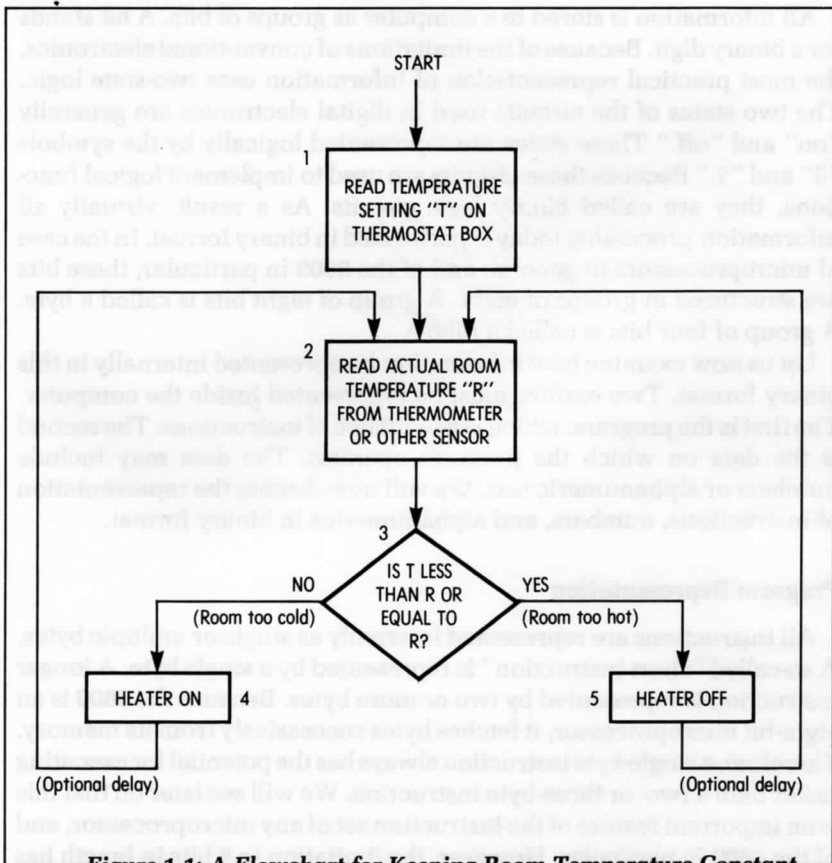 START
1
READ TEMPERATURE
SETTING "T" ON
THERMOSTAT BOX
2
READ ACTUAL ROOM
TEMPERATURE "R"
FROM THERMOMETER
OR OTHER SENSOR
3
IS T LESS
THAN R OR
EQUAL TO
R?
NO
(Room too cold)
YES
(Room too hot)
HEATER ON 4
5 HEATER OFF
(Optional delay)
(Optional delay)
Figure 1.1: A Flowchart for Keeping Room Temperature Constant